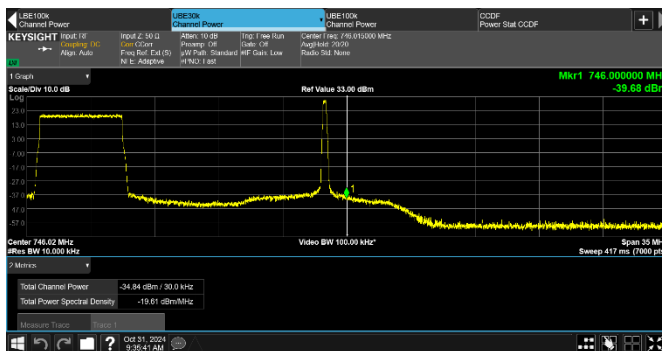 LBE100k
Channel Power
UBE30k
Channel Power
UBE100k
Channel Power
CCDF
Power Stat CCDF
KEYSIGHT
Input: RF
Coupling: DC
Align: Auto
Input Z: 50 Ω
Corr CCorr
Freq Ref: Ext (S)
NFE: Adaptive
Atten: 10 dB
Preamp: Off
µW Path: Standard
#PNO: Fast
Trig: Free Run
Gate: Off
#IF Gain: Low
Center Freq: 746.015000 MHz
Avg|Hold: 20/20
Radio Std: None
1 Graph
Scale/Div 10.0 dB
Ref Value 33.00 dBm
Mkr1 746.000000 MH
-39.68 dBr
Log
23.0
13.0
3.00
-7.00
-17.0
-27.0
-37.0
-47.0
-57.0
1
Center 746.02 MHz
#Res BW 10.000 kHz
Video BW 100.00 kHz*
Span 35 MH
Sweep 417 ms (7000 pts
2 Metrics
Total Channel Power
-34.84 dBm / 30.0 kHz
Total Power Spectral Density
-19.61 dBm/MHz
Measure Trace
Trace 1
Oct 31, 2024
9:35:41 AM